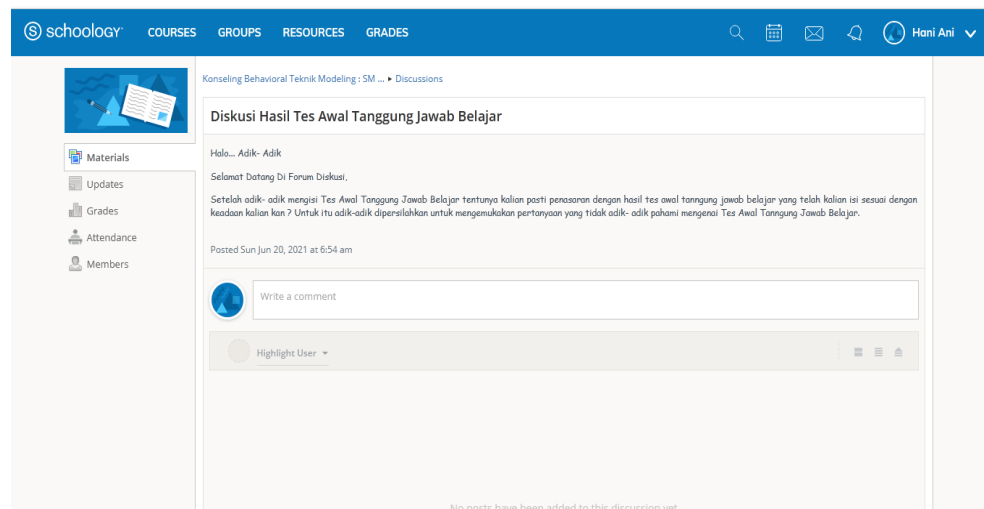 schoology COURSES GROUPS RESOURCES GRADES Hani Ani
Konseling Behavioral Teknik Modeling : SM ... ▸ Discussions
Diskusi Hasil Tes Awal Tanggung Jawab Belajar
Materials
Updates
Grades
Attendance
Members
Halo... Adik- Adik
Selamat Datang Di Forum Diskusi,
Setelah adik- adik mengisi Tes Awal Tanggung Jawab Belajar tentunya kalian pasti penasaran dengan hasil tes awal tanngung jawab belajar yang telah kalian isi sesuai dengan
keadaan kalian kan ? Untuk itu adik-adik dipersilahkan untuk mengemukakan pertanyaan yang tidak adik- adik pahami mengenai Tes Awal Tanngung Jawab Belajar.
Posted Sun Jun 20, 2021 at 6:54 am
Write a comment
Highlight User
No posts have been added to this discussion yet